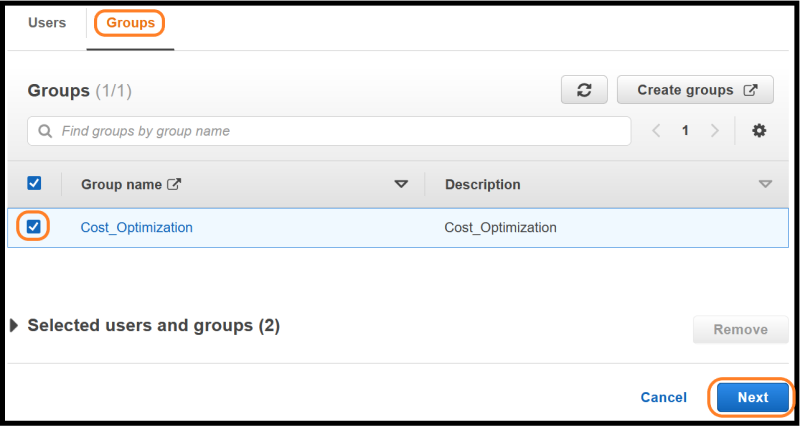 Users Groups
Groups (1/1) Create groups
Find groups by group name 1
Group name Description
Cost_Optimization Cost_Optimization
Selected users and groups (2) Remove
Cancel Next